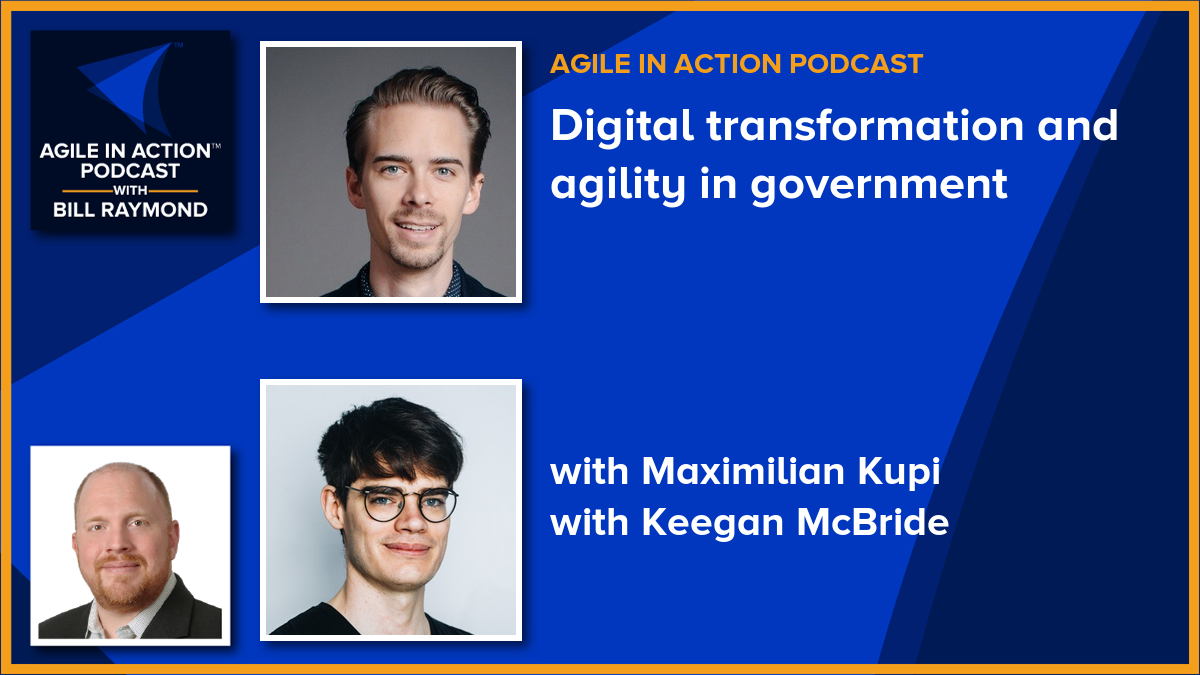 AGILE IN ACTION™
PODCAST
WITH
BILL RAYMOND
AGILE IN ACTION PODCAST
Digital transformation and
agility in government
with Maximilian Kupi
with Keegan McBride